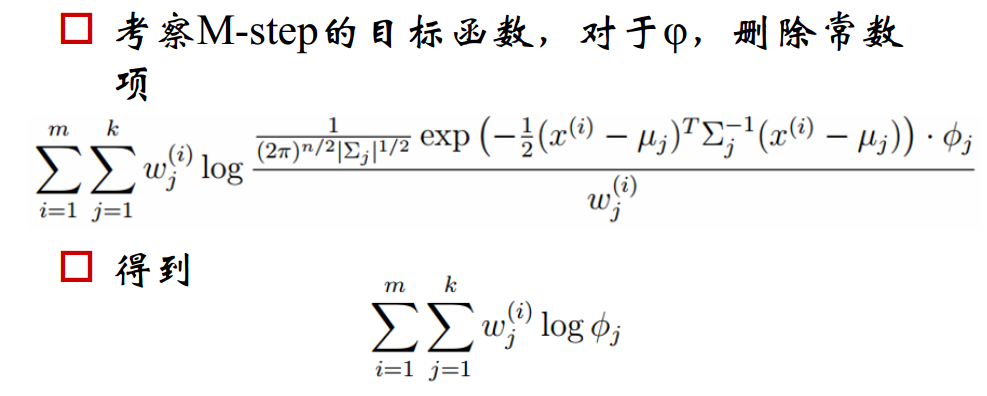 □ 考察M-step的目标函数，对于φ，删除常数
项
$$\sum_{i=1}^{m}\sum_{j=1}^{k} w_j^{(i)} \log \frac{\frac{1}{(2\pi)^{n/2}|\Sigma_j|^{1/2}} \exp\left(-\frac{1}{2}(x^{(i)}-\mu_j)^T\Sigma_j^{-1}(x^{(i)}-\mu_j)\right)\cdot\phi_j}{w_j^{(i)}}$$
□ 得到
$$\sum_{i=1}^{m}\sum_{j=1}^{k} w_j^{(i)} \log \phi_j$$